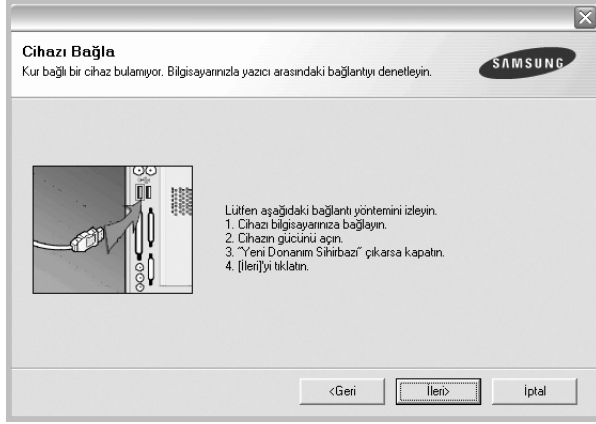 Cihazı Bağla
Kur bağlı bir cihaz bulamıyor. Bilgisayarınızla yazıcı arasındaki bağlantıyı denetleyin.
SAMSUNG
Lütfen aşağıdaki bağlantı yöntemini izleyin.
1. Cihazı bilgisayarınıza bağlayın.
2. Cihazın gücünü açın.
3. "Yeni Donanım Sihirbazi" çıkarsa kapatın.
4. [İleri]'yi tıklatın.
<Geri
İleri>
İptal